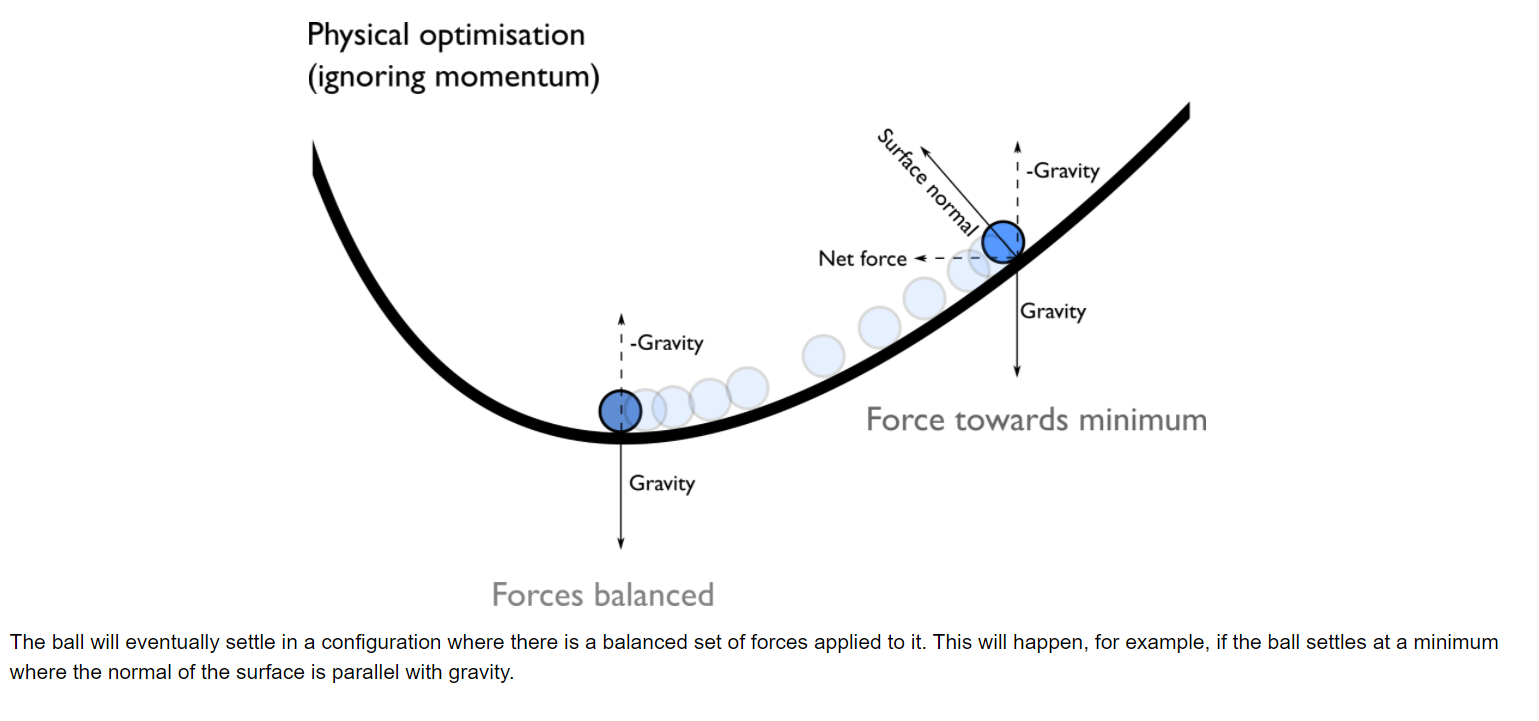 Physical optimisation
(ignoring momentum)
Surface normal
-Gravity
Net force
Gravity
-Gravity
Force towards minimum
Gravity
Forces balanced
The ball will eventually settle in a configuration where there is a balanced set of forces applied to it. This will happen, for example, if the ball settles at a minimum
where the normal of the surface is parallel with gravity.